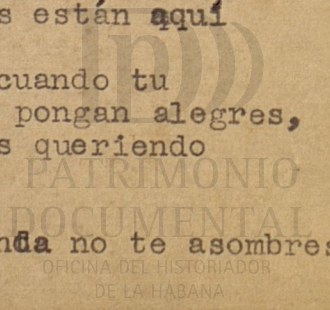 s están aquí
cuando tu
pongan alegres,
s queriendo
PATRIMONIO
DOCUMENTAL
nda no te asombres
OFICINA DEL HISTORIADOR
DE LA HABANA